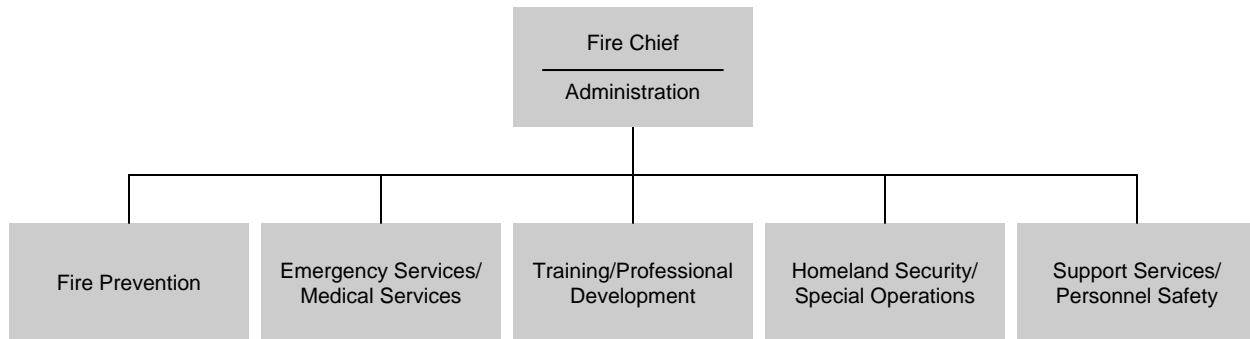 Fire Chief
Administration
Fire Prevention
Emergency Services/
Medical Services
Training/Professional
Development
Homeland Security/
Special Operations
Support Services/
Personnel Safety